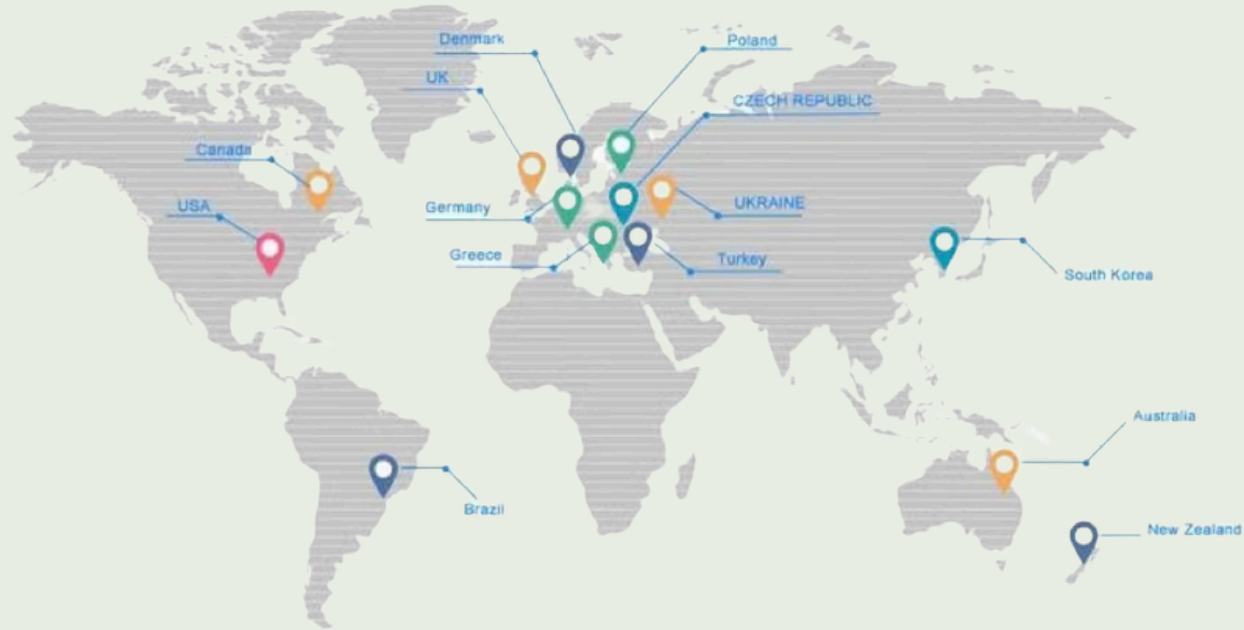 Denmark
Poland
UK
CZECH REPUBLIC
Canada
USA
Germany
UKRAINE
Greece
Turkey
South Korea
Australia
Brazil
New Zealand